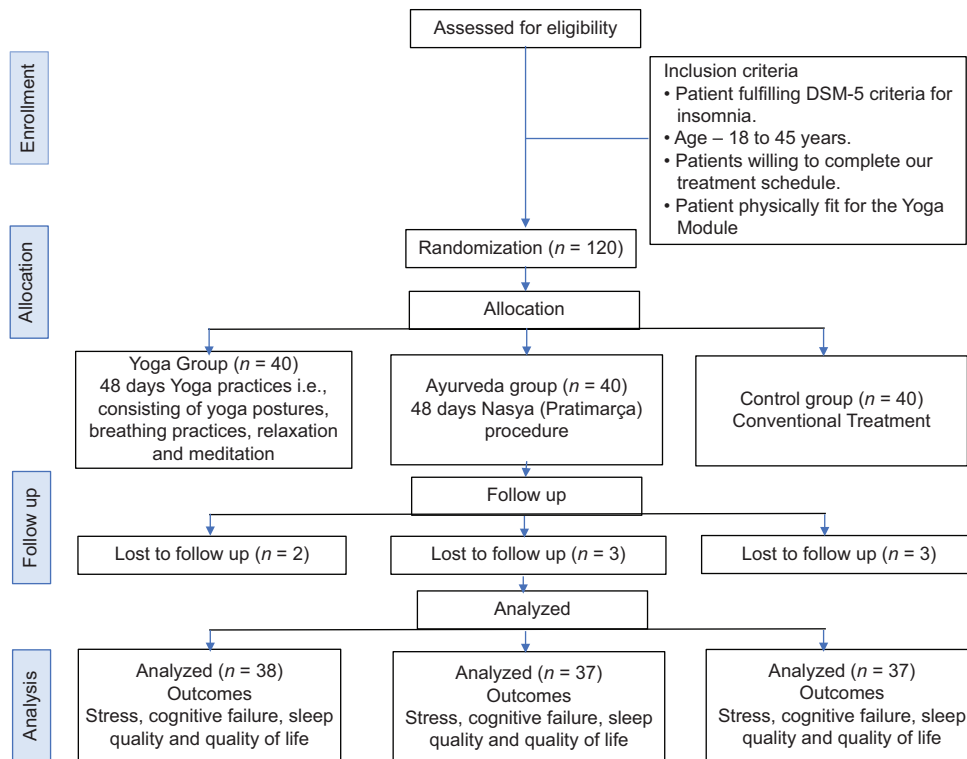 Assessed for eligibility
Enrollment
Inclusion criteria
• Patient fulfilling DSM-5 criteria for
insomnia.
• Age – 18 to 45 years.
• Patients willing to complete our
treatment schedule.
• Patient physically fit for the Yoga
Module
Randomization (n = 120)
Allocation
Allocation
Yoga Group (n = 40)
48 days Yoga practices i.e.,
consisting of yoga postures,
breathing practices, relaxation
and meditation
Ayurveda group (n = 40)
48 days Nasya (Pratimarça)
procedure
Control group (n = 40)
Conventional Treatment
Follow up
Follow up
Lost to follow up (n = 2)
Lost to follow up (n = 3)
Lost to follow up (n = 3)
Analyzed
Analysis
Analyzed (n = 38)
Outcomes
Stress, cognitive failure, sleep
quality and quality of life
Analyzed (n = 37)
Outcomes
Stress, cognitive failure, sleep
quality and quality of life
Analyzed (n = 37)
Outcomes
Stress, cognitive failure, sleep
quality and quality of life